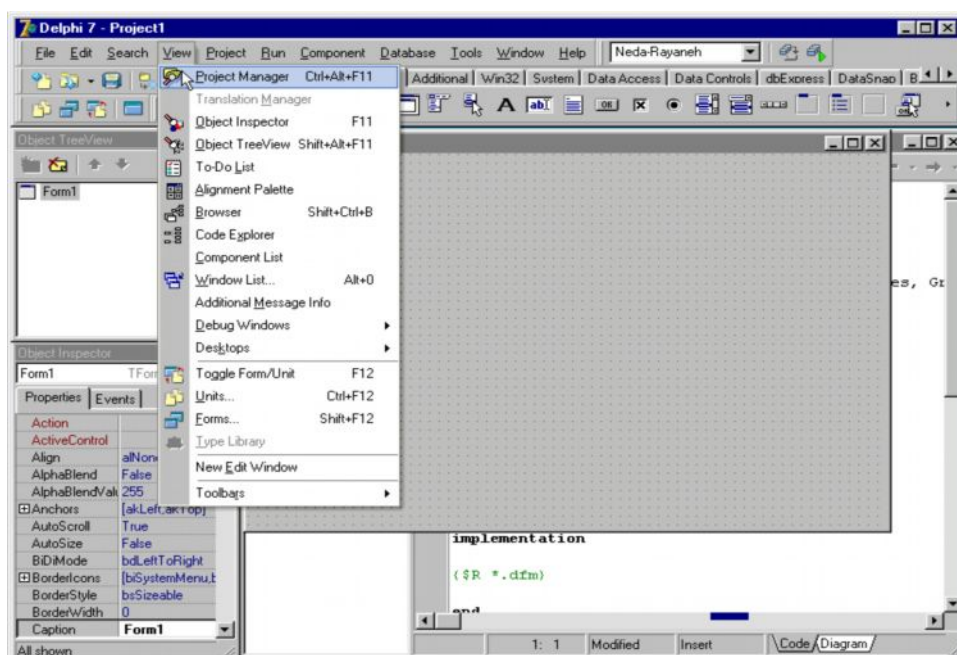 Delphi 7 - Project1
File Edit Search View Project Run Component Database Tools Window Help Neda-Rayaneh
Additional Win32 System Data Access Data Controls dbExpress DataSnap B
Project Manager Ctrl+Alt+F11
Translation Manager
Object Inspector F11
Object TreeView Shift+Alt+F11
To-Do List
Alignment Palette
Browser Shift+Ctrl+B
Code Explorer
Component List
Window List... Alt+0
Additional Message Info
Debug Windows
Desktops
Toggle Form/Unit F12
Units... Ctrl+F12
Forms... Shift+F12
Type Library
New Edit Window
Toolbars
Object TreeView
Form1
Object Inspector
Form1 TFor
Properties Events
Action
ActiveControl
Align alNon
AlphaBlend False
AlphaBlendVal 255
Anchors [akLeft,akTop]
AutoScroll True
AutoSize False
BiDiMode bdLeftToRight
BorderIcons [biSystemMenu,b
BorderStyle bsSizeable
BorderWidth 0
Caption Form1
All shown
es, Gr
implementation
{$R *.dfm}
end
1: 1 Modified Insert Code Diagram